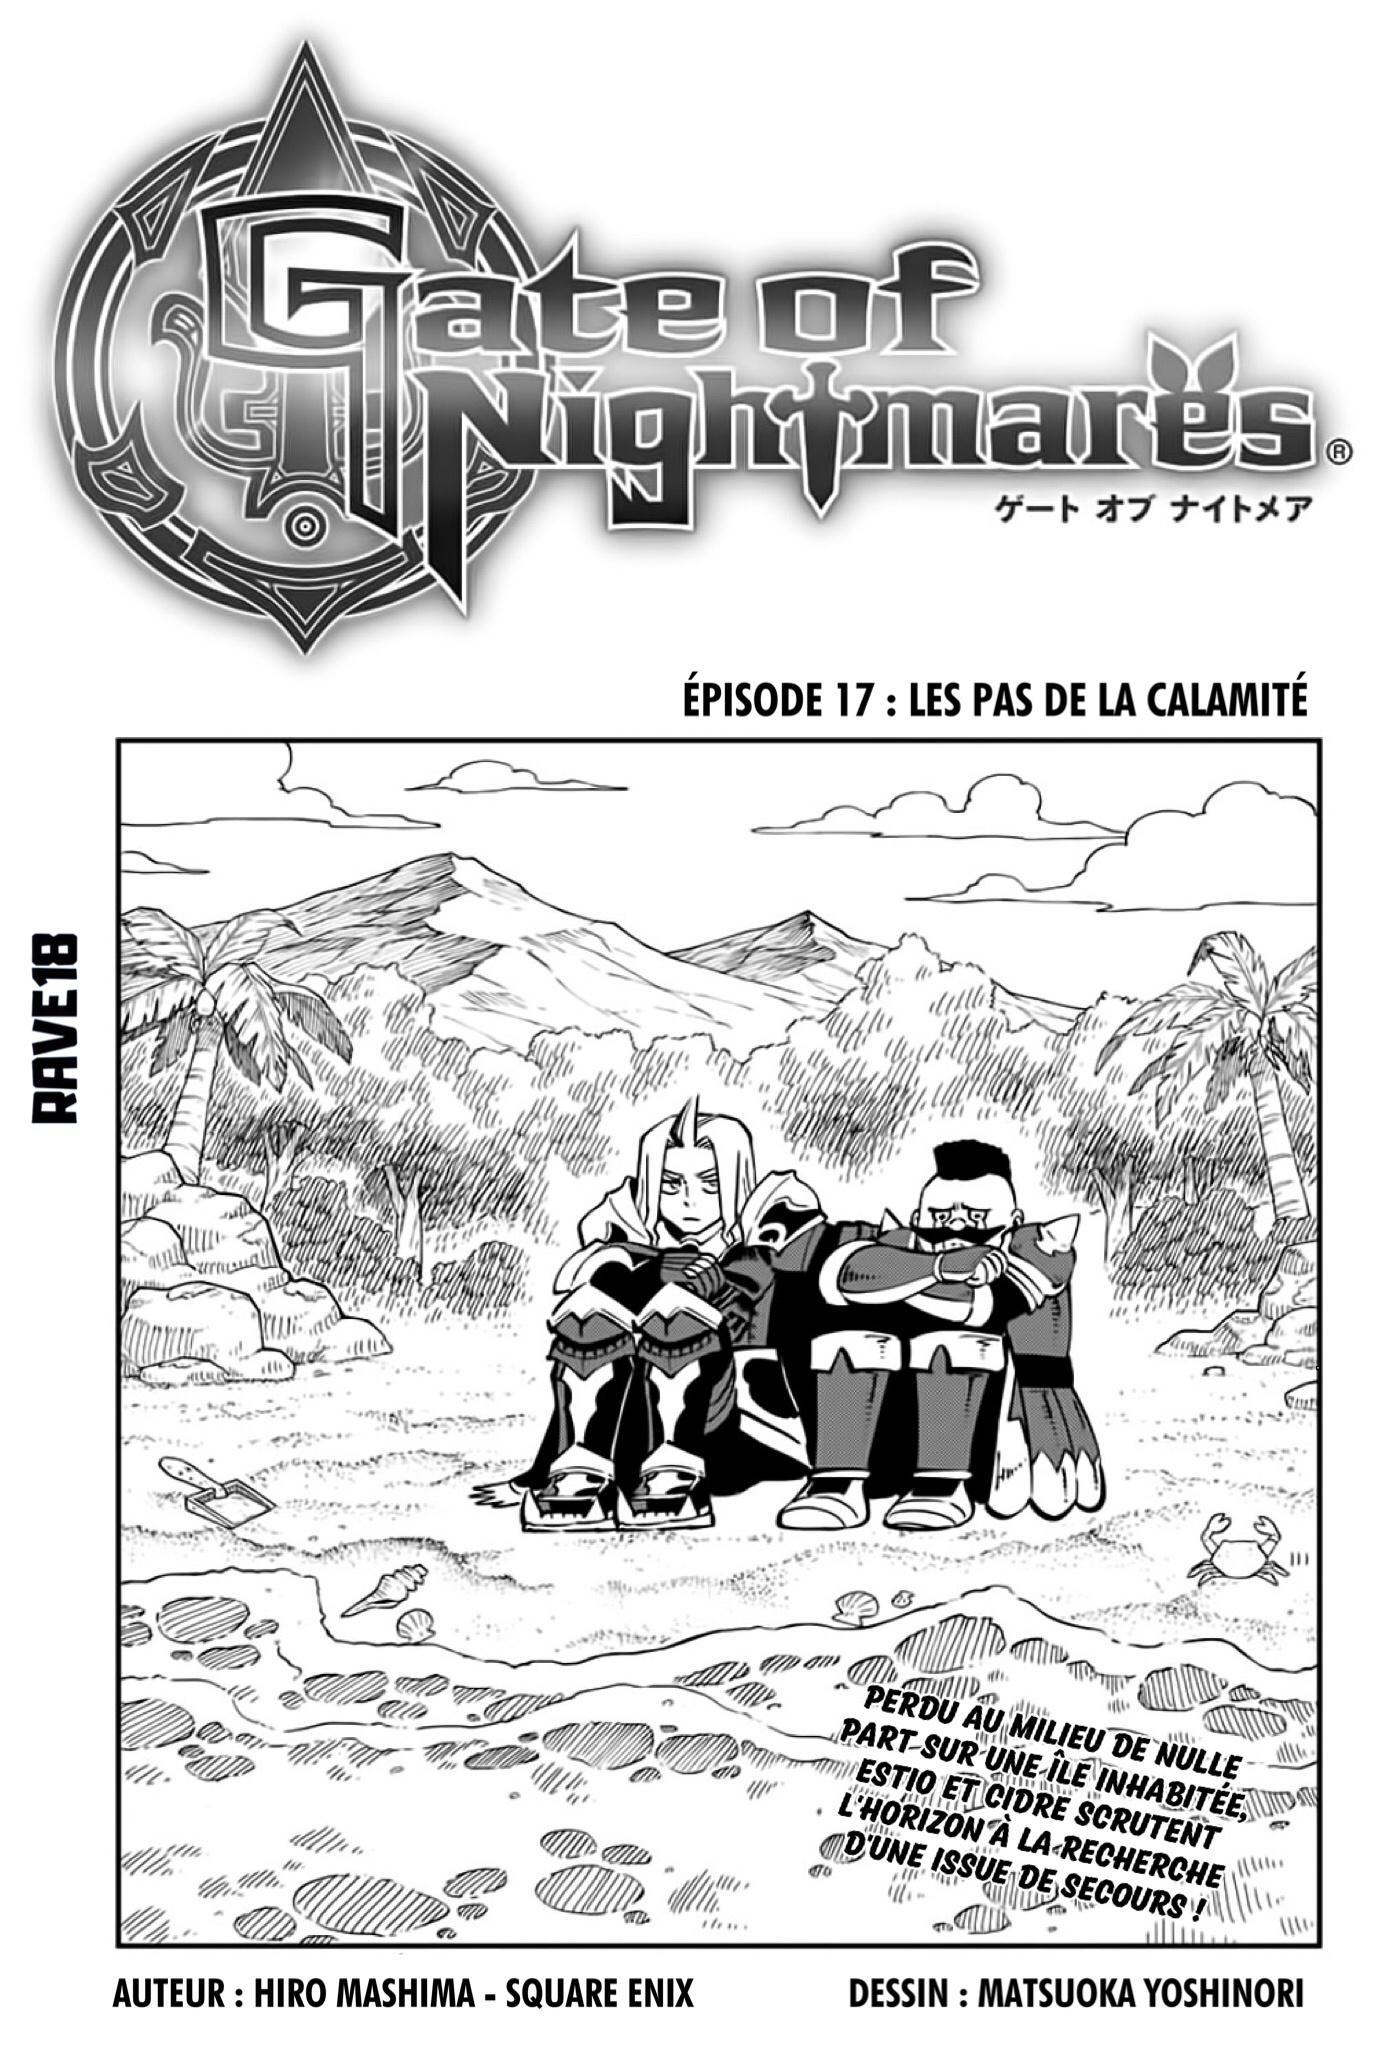 Gate of
Nightmares®
ゲート オブ ナイトメア
ÉPISODE 17 : LES PAS DE LA CALAMITÉ
RAVE18
PERDU AU MILIEU DE NULLE
PART SUR UNE ÎLE INHABITÉE,
ESTIO ET CIDRE SCRUTENT
L'HORIZON À LA RECHERCHE
D'UNE ISSUE DE SECOURS !
AUTEUR : HIRO MASHIMA - SQUARE ENIX
DESSIN : MATSUOKA YOSHINORI